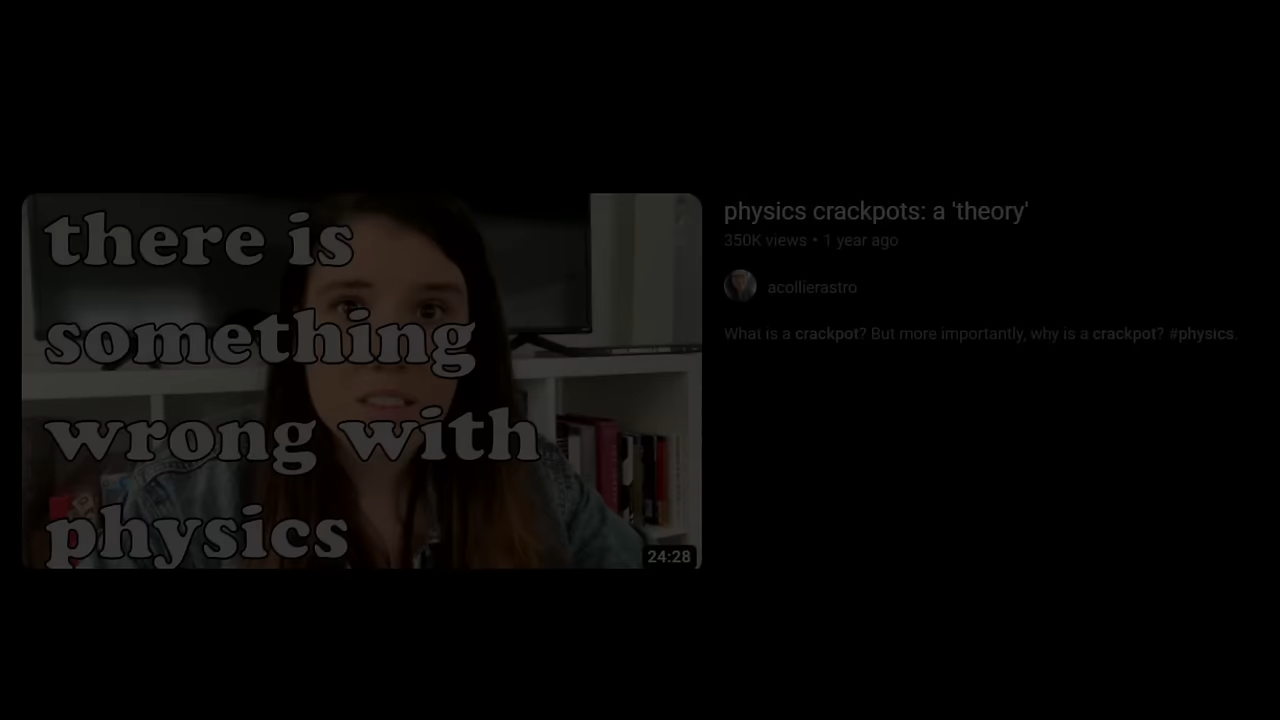 there is
something
wrong with
physics
24:28
physics crackpots: a 'theory'
350K views • 1 year ago
acollierastro
What is a crackpot? But more importantly, why is a crackpot? #physics.